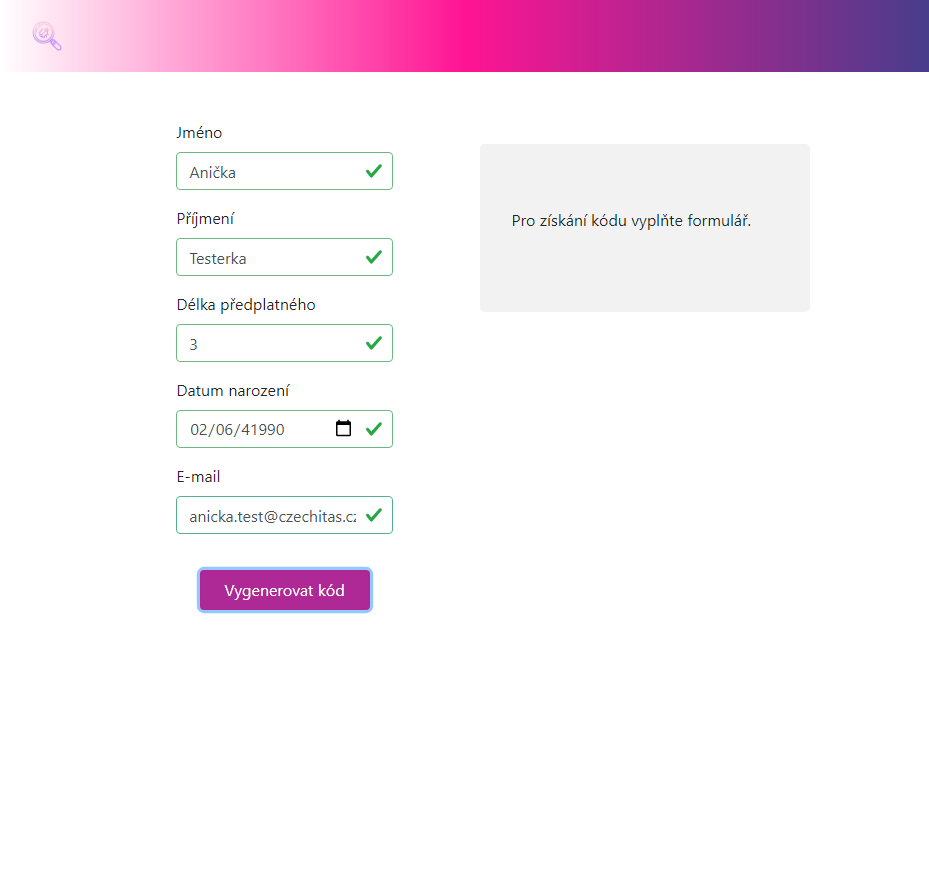 Jméno
Anička
Příjmení
Testerka
Délka předplatného
3
Datum narození
02/06/41990
E-mail
anicka.test@czechitas.cz
Vygenerovat kód
Pro získání kódu vyplňte formulář.